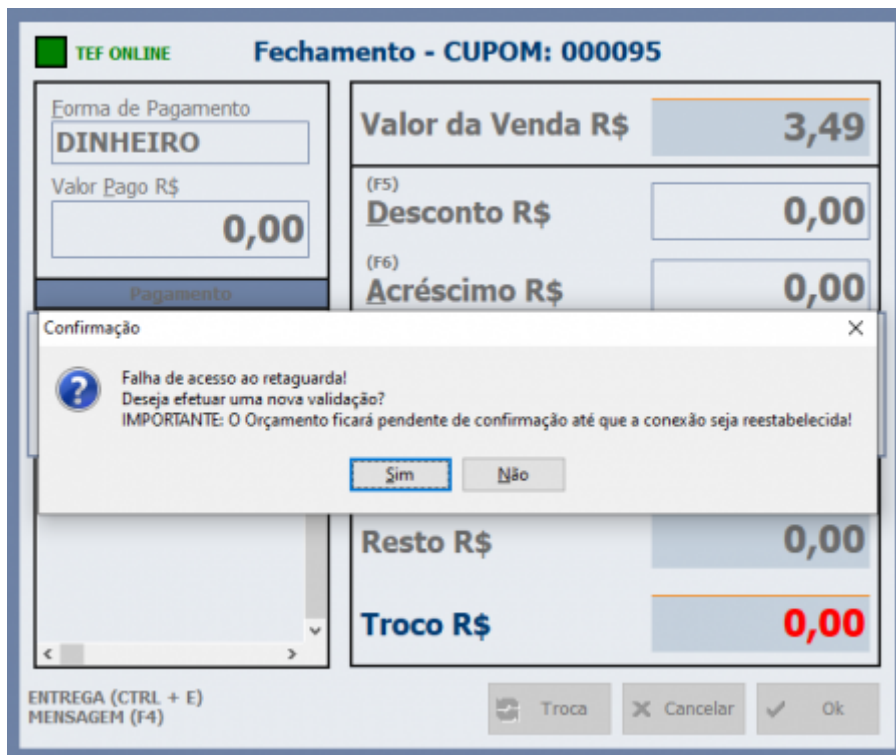 TEF ONLINE
Fechamento - CUPOM: 000095
Forma de Pagamento
DINHEIRO
Valor Pago R$
0,00
Pagamento
Valor da Venda R$
3,49
(F5)
Desconto R$
0,00
(F6)
Acréscimo R$
0,00
Confirmação
Falha de acesso ao retaguarda!
Deseja efetuar uma nova validação?
IMPORTANTE: O Orçamento ficará pendente de confirmação até que a conexão seja reestabelecida!
Sim
Não
Resto R$
0,00
Troco R$
0,00
ENTREGA (CTRL + E)
MENSAGEM (F4)
Troca
Cancelar
Ok